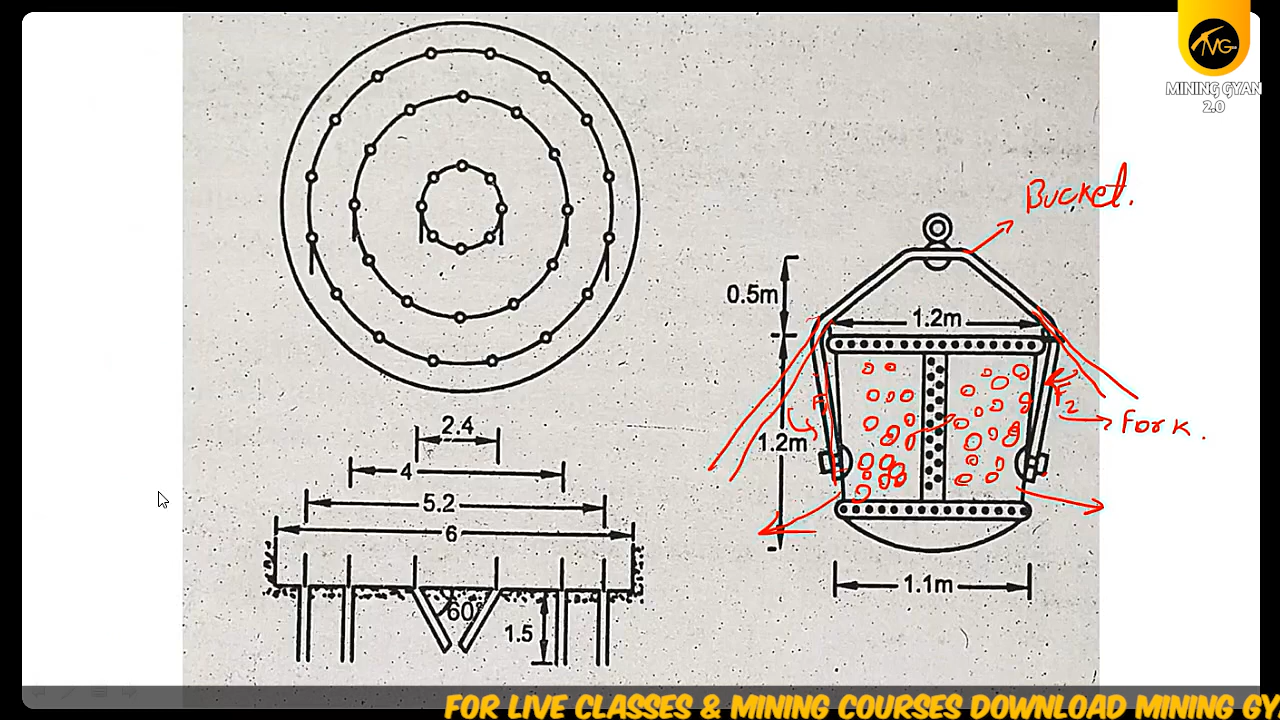 MINING GYAN
2.0
Bucket.
0.5m
1.2m
F2
Fork.
1.2m
2.4
4
5.2
6
60°
1.5
1.1m
FOR LIVE CLASSES & MINING COURSES DOWNLOAD MINING GY